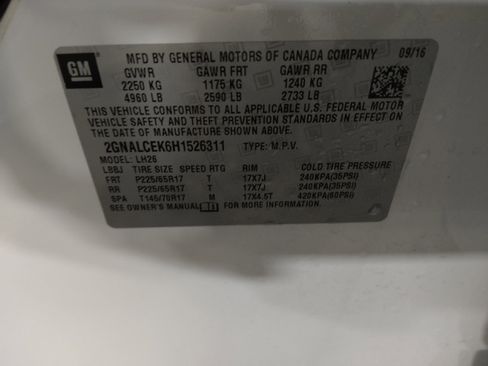 GM
MFD BY GENERAL MOTORS OF CANADA COMPANY 09/16
GVWR GAWR FRT GAWR RR
2250 KG 1175 KG 1240 KG
4960 LB 2590 LB 2733 LB
THIS VEHICLE CONFORMS TO ALL APPLICABLE U.S. FEDERAL MOTOR
VEHICLE SAFETY AND THEFT PREVENTION STANDARDS IN EFFECT ON
THE DATE OF MANUFACTURE SHOWN ABOVE.
2GNALCEK6H1526311 TYPE: M.P.V.
MODEL: LH26
LBBJ TIRE SIZE SPEED RTG RIM COLD TIRE PRESSURE
FRT P225/65R17 T 17X7J 240KPA(35PSI)
RR P225/65R17 T 17X7J 240KPA(35PSI)
SPA T145/70R17 M 17X4.5T 420KPA(60PSI)
SEE OWNER'S MANUAL FOR MORE INFORMATION.